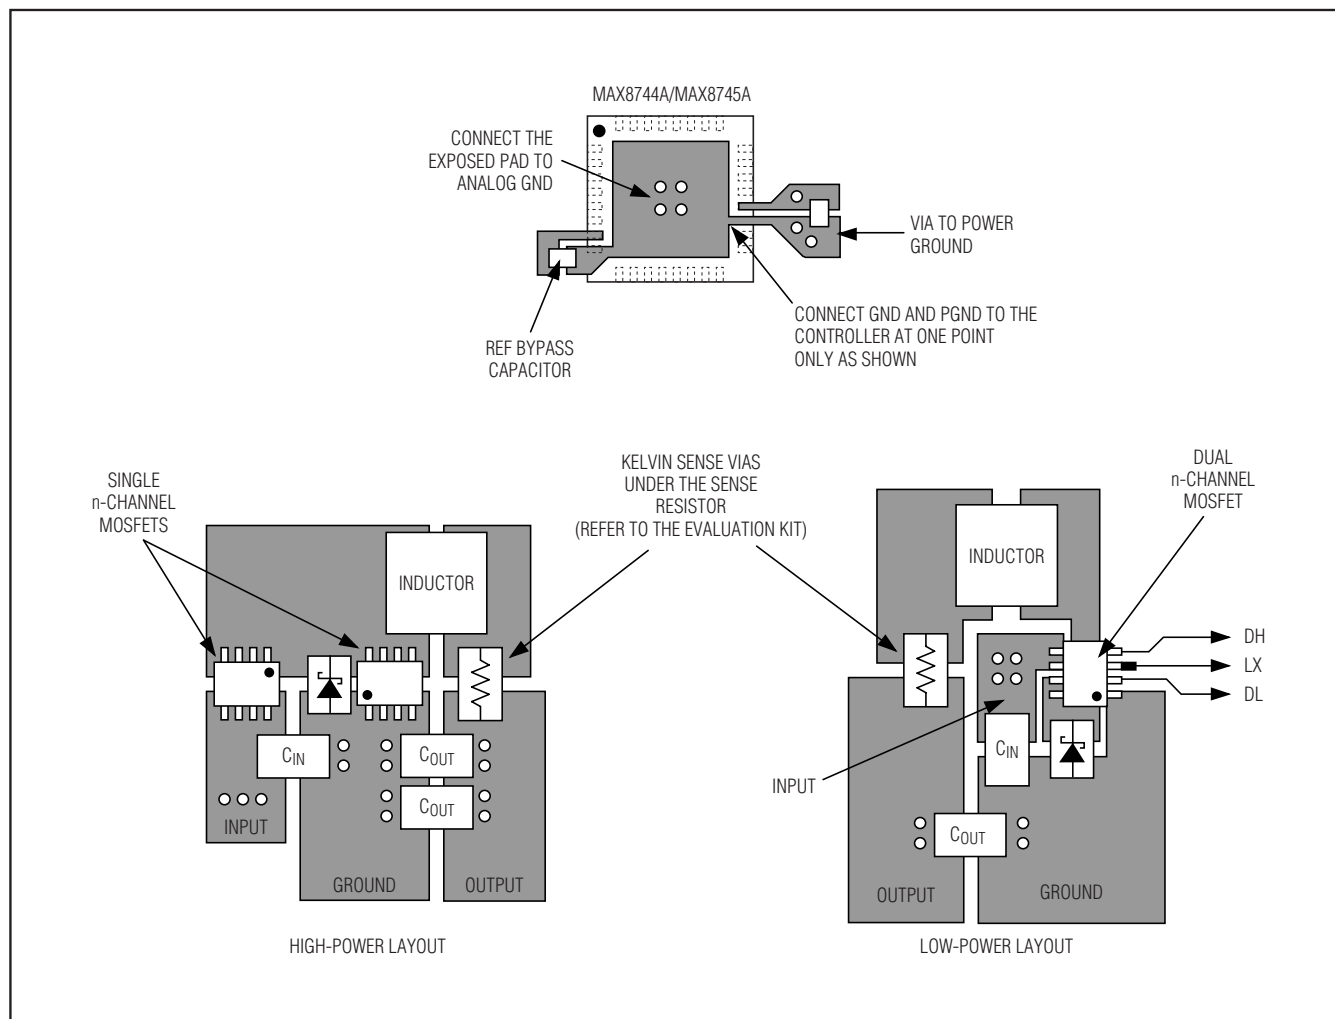 MAX8744A/MAX8745A
CONNECT THE
EXPOSED PAD TO
ANALOG GND
VIA TO POWER
GROUND
CONNECT GND AND PGND TO THE
CONTROLLER AT ONE POINT
ONLY AS SHOWN
REF BYPASS
CAPACITOR
SINGLE
n-CHANNEL
MOSFETS
KELVIN SENSE VIAS
UNDER THE SENSE
RESISTOR
(REFER TO THE EVALUATION KIT)
DUAL
n-CHANNEL
MOSFET
INDUCTOR
CIN
COUT
COUT
INPUT
GROUND
OUTPUT
HIGH-POWER LAYOUT
INDUCTOR
DH
LX
DL
CIN
INPUT
COUT
OUTPUT
GROUND
LOW-POWER LAYOUT